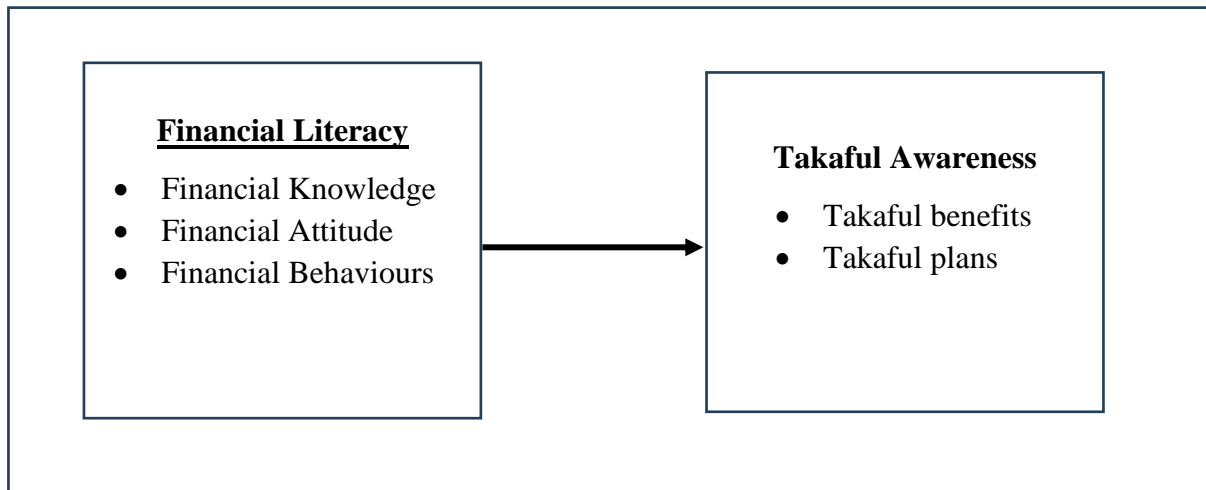 Financial Literacy
• Financial Knowledge
• Financial Attitude
• Financial Behaviours
Takaful Awareness
• Takaful benefits
• Takaful plans